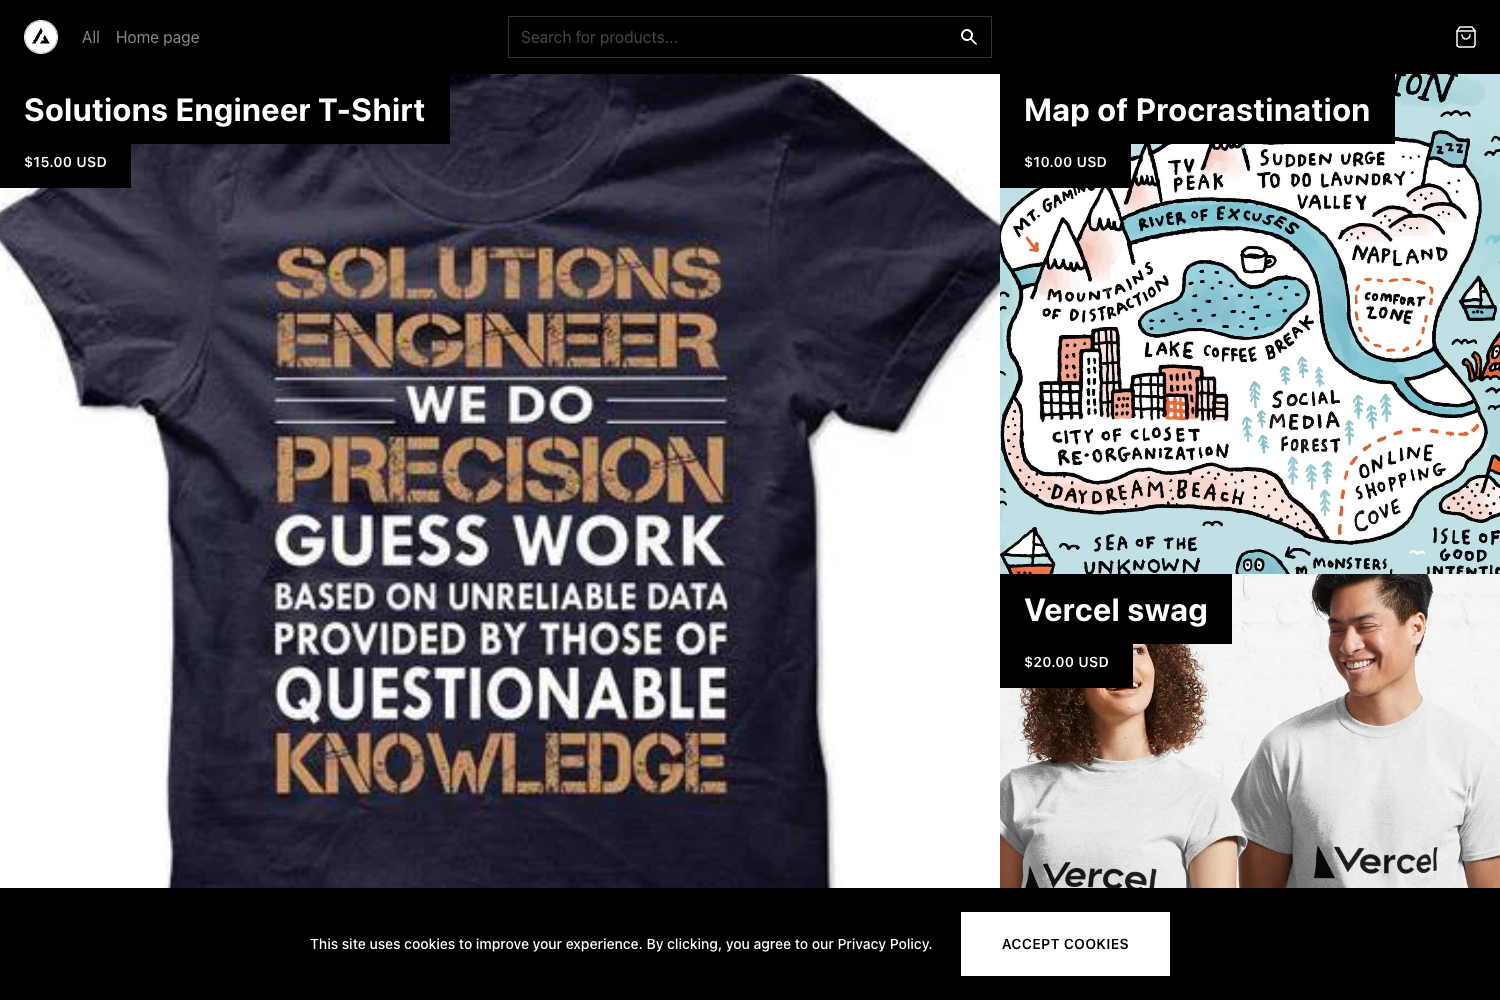 All Home page
Search for products...
Solutions Engineer T-Shirt
$15.00 USD
SOLUTIONS
ENGINEER
WE DO
PRECISION
GUESS WORK
BASED ON UNRELIABLE DATA
PROVIDED BY THOSE OF
QUESTIONABLE
KNOWLEDGE
Map of Procrastination
$10.00 USD
TV
PEAK
SUDDEN URGE
TO DO LAUNDRY
VALLEY
ZZZ
MT. GAMING
RIVER OF EXCUSES
NAPLAND
MOUNTAINS
OF DISTRACTION
COMFORT
ZONE
LAKE COFFEE BREAK
SOCIAL
MEDIA
FOREST
CITY OF CLOSET
RE-ORGANIZATION
ONLINE
SHOPPING
COVE
DAYDREAM BEACH
SEA OF THE
UNKNOWN
MONSTERS,
ISLE OF
GOOD
Vercel swag
$20.00 USD
Vercel
Vercel
This site uses cookies to improve your experience. By clicking, you agree to our Privacy Policy.
ACCEPT COOKIES